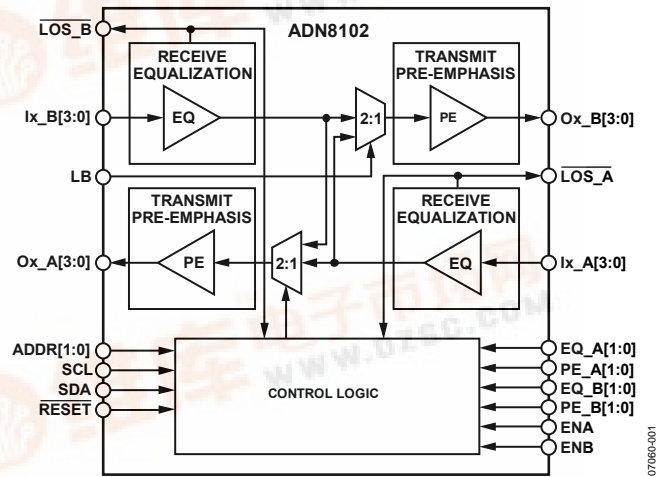 LOS_B
ADN8102
RECEIVE
EQUALIZATION
TRANSMIT
PRE-EMPHASIS
Ix_B[3:0]
EQ
2:1
PE
Ox_B[3:0]
LB
LOS_A
TRANSMIT
PRE-EMPHASIS
RECEIVE
EQUALIZATION
Ox_A[3:0]
PE
2:1
EQ
Ix_A[3:0]
ADDR[1:0]
SCL
SDA
RESET
CONTROL LOGIC
EQ_A[1:0]
PE_A[1:0]
EQ_B[1:0]
PE_B[1:0]
ENA
ENB
07060-001
WWW.DZSC.COM